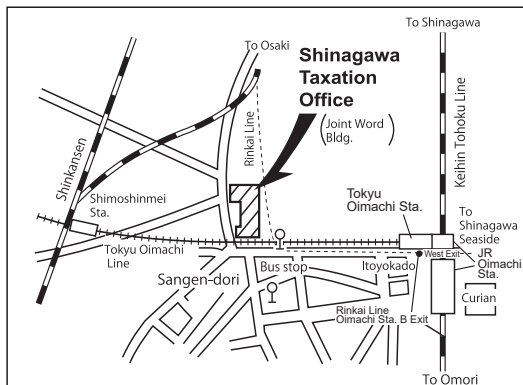 To Shinagawa
To Osaki
Shinagawa
Taxation
Office
(Joint Word
Bldg.)
Rinkai Line
Keihin Tohoku Line
Shinkansen
Shimoshinmei
Sta.
Tokyu
Oimachi Sta.
To
Shinagawa
Seaside
Tokyu Oimachi
Line
West Exit
JR
Oimachi
Sta.
Bus stop
Itoyokado
Sangen-dori
Curian
Rinkai Line
Oimachi Sta. B Exit
To Omori